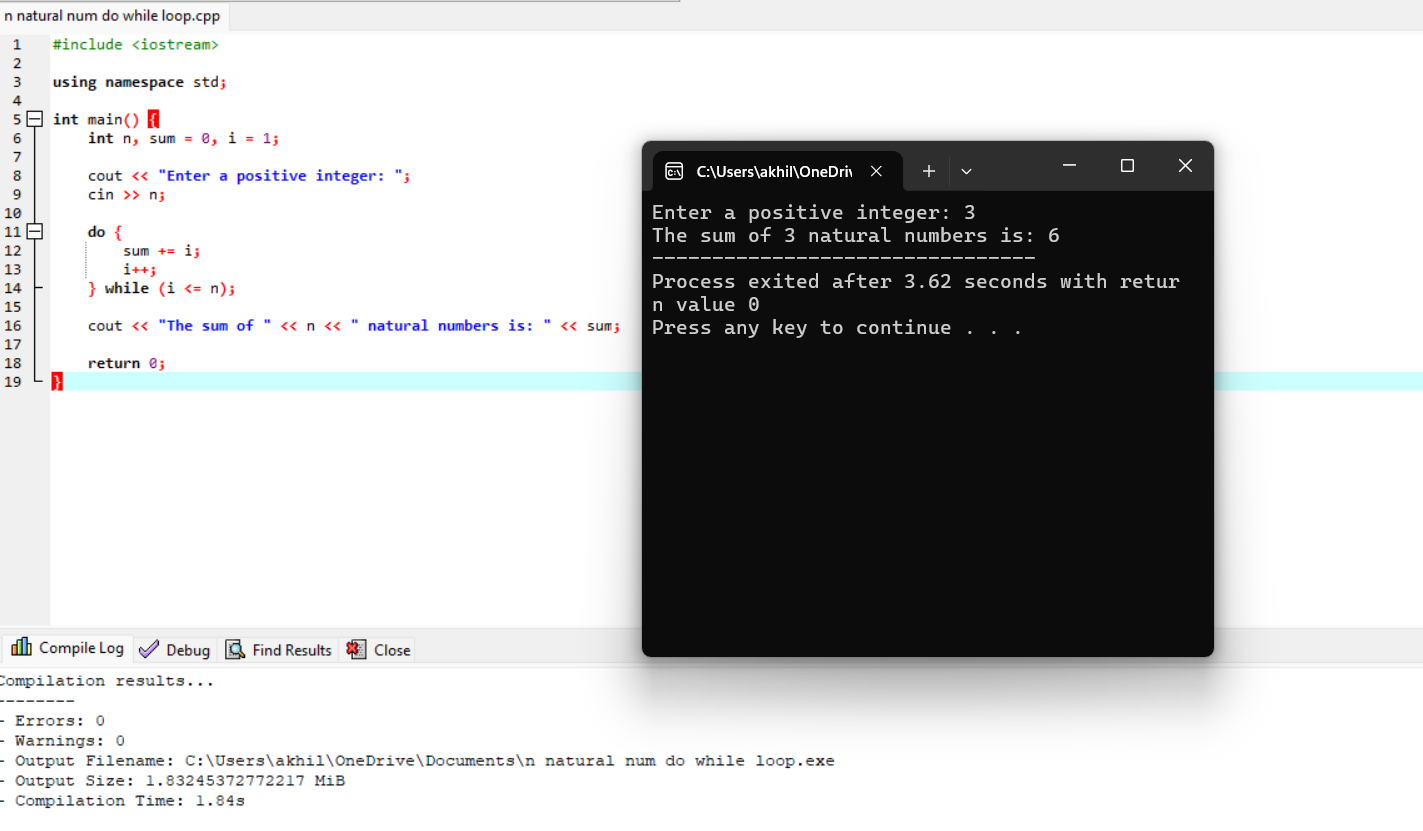 n natural num do while loop.cpp
1 #include <iostream>
2
3 using namespace std;
4
5 int main() {
6 int n, sum = 0, i = 1;
7
8 cout << "Enter a positive integer: ";
9 cin >> n;
10
11 do {
12 sum += i;
13 i++;
14 } while (i <= n);
15
16 cout << "The sum of " << n << " natural numbers is: " << sum;
17
18 return 0;
19 }
C:\Users\akhil\OneDriv
Enter a positive integer: 3
The sum of 3 natural numbers is: 6
--------------------------------
Process exited after 3.62 seconds with retur
n value 0
Press any key to continue . . .
Compile Log Debug Find Results Close
Compilation results...
--------
- Errors: 0
- Warnings: 0
- Output Filename: C:\Users\akhil\OneDrive\Documents\n natural num do while loop.exe
- Output Size: 1.83245372772217 MiB
- Compilation Time: 1.84s